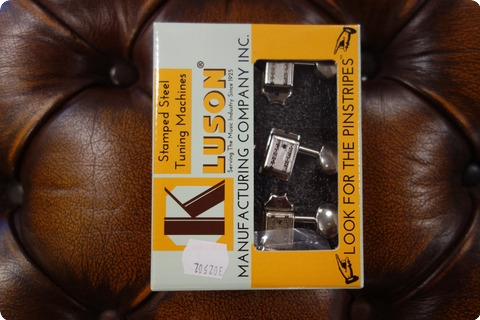 Stamped Steel
Tuning Machines
KLUSON®
Serving The Music Industry Since 1925
MANUFACTURING COMPANY INC.
LOOK FOR THE PINSTRIPES